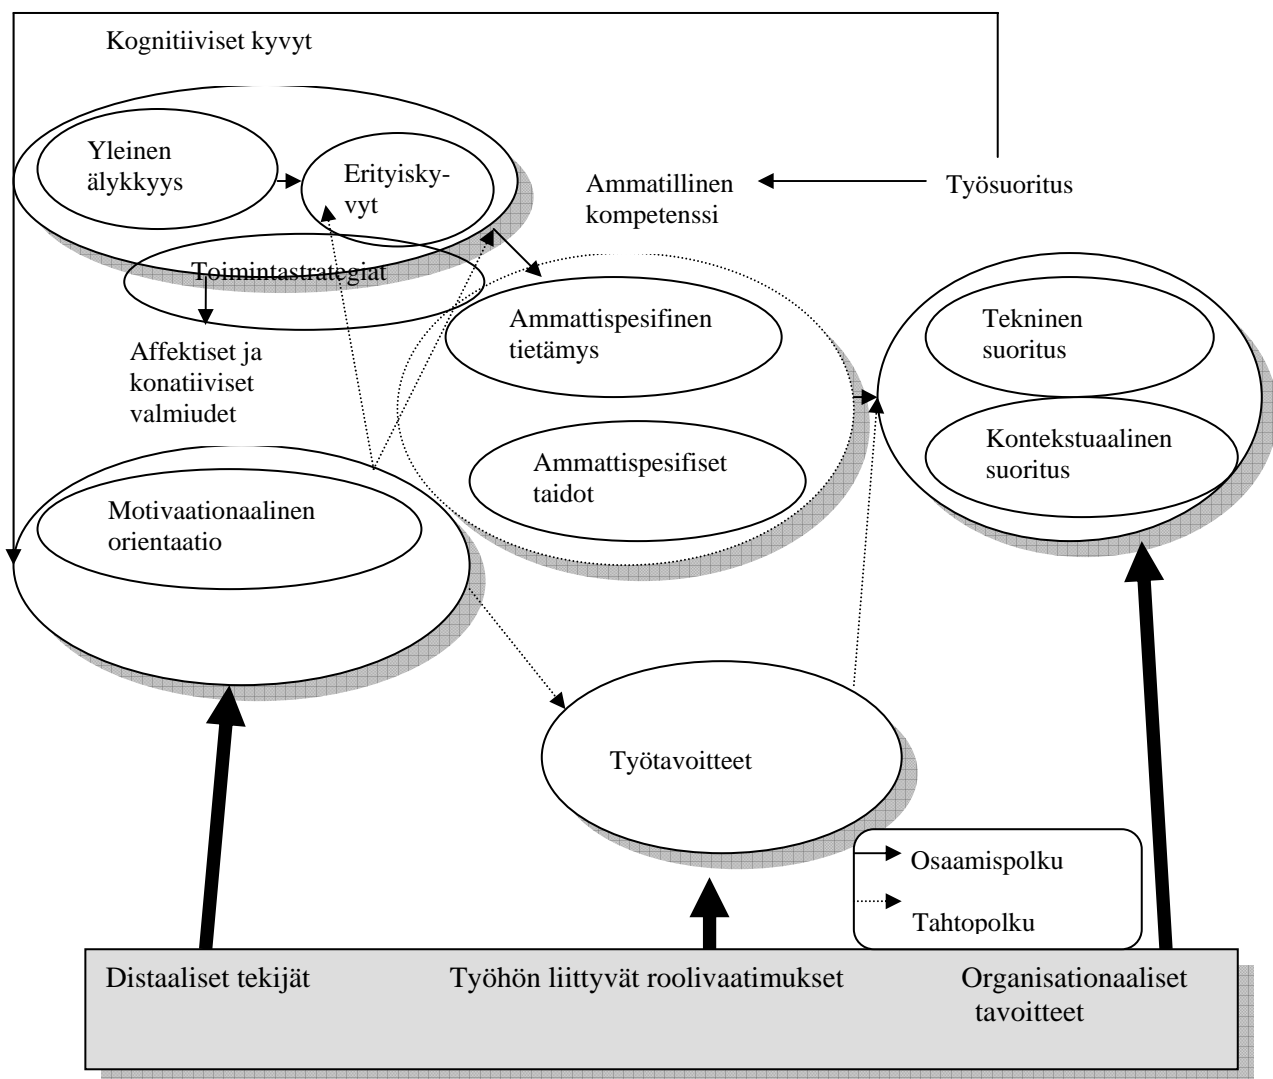 Kognitiiviset kyvyt
Yleinen
älykkyys
Erityisky-
vyt
Ammatillinen
kompetenssi
Työsuoritus
Toimintastrategiat
Affektiset ja
konatiiviset
valmiudet
Ammattispesifinen
tietämys
Tekninen
suoritus
Ammattispesifiset
taidot
Kontekstuaalinen
suoritus
Motivaationaalinen
orientaatio
Työtavoitteet
Osaamispolku
Tahtopolku
Distaaliset tekijät
Työhön liittyvät roolivaatimukset
Organisationaaliset
tavoitteet